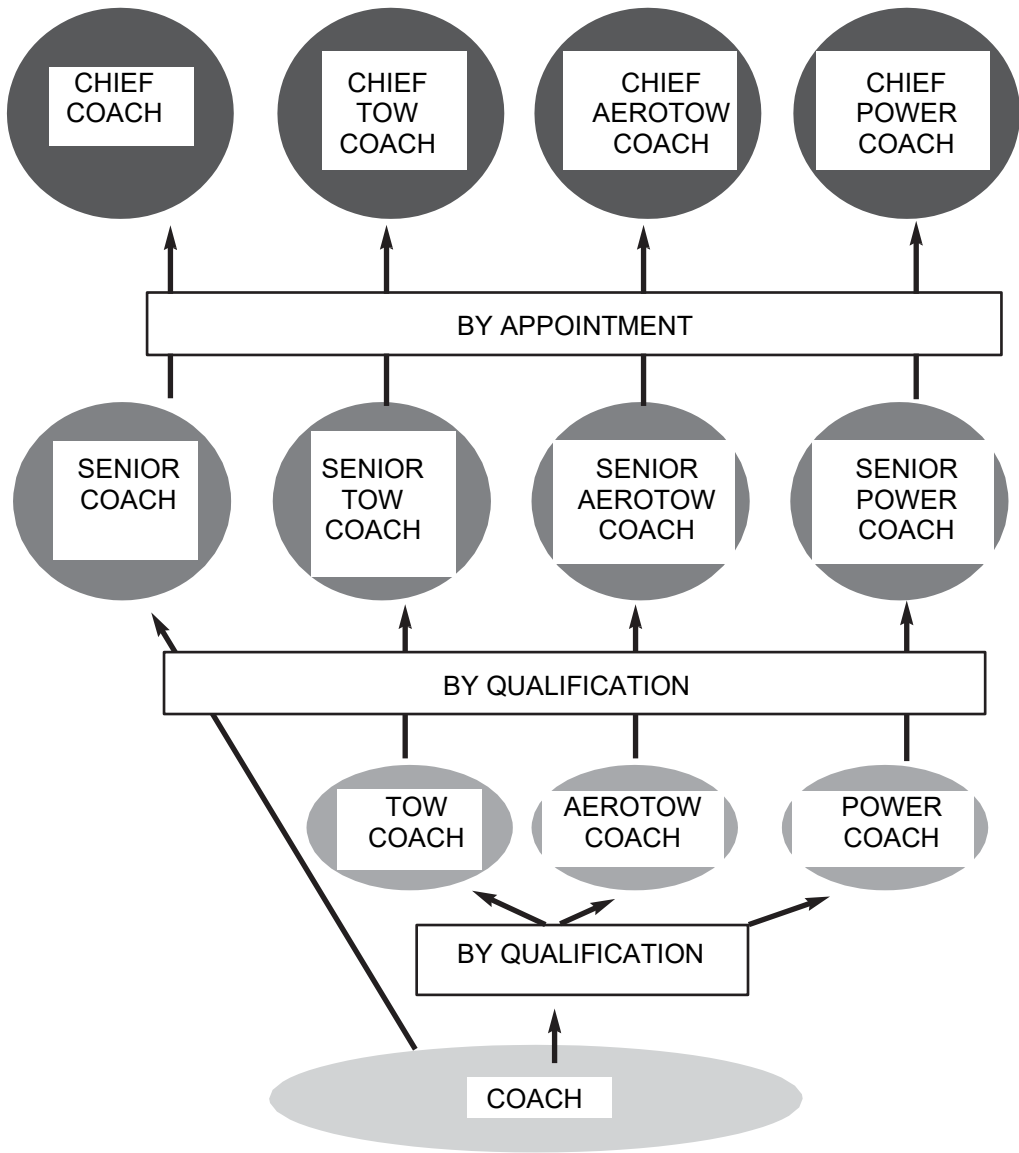 CHIEF
COACH
CHIEF
TOW
COACH
CHIEF
AEROTOW
COACH
CHIEF
POWER
COACH
BY APPOINTMENT
SENIOR
COACH
SENIOR
TOW
COACH
SENIOR
AEROTOW
COACH
SENIOR
POWER
COACH
BY QUALIFICATION
TOW
COACH
AEROTOW
COACH
POWER
COACH
BY QUALIFICATION
COACH